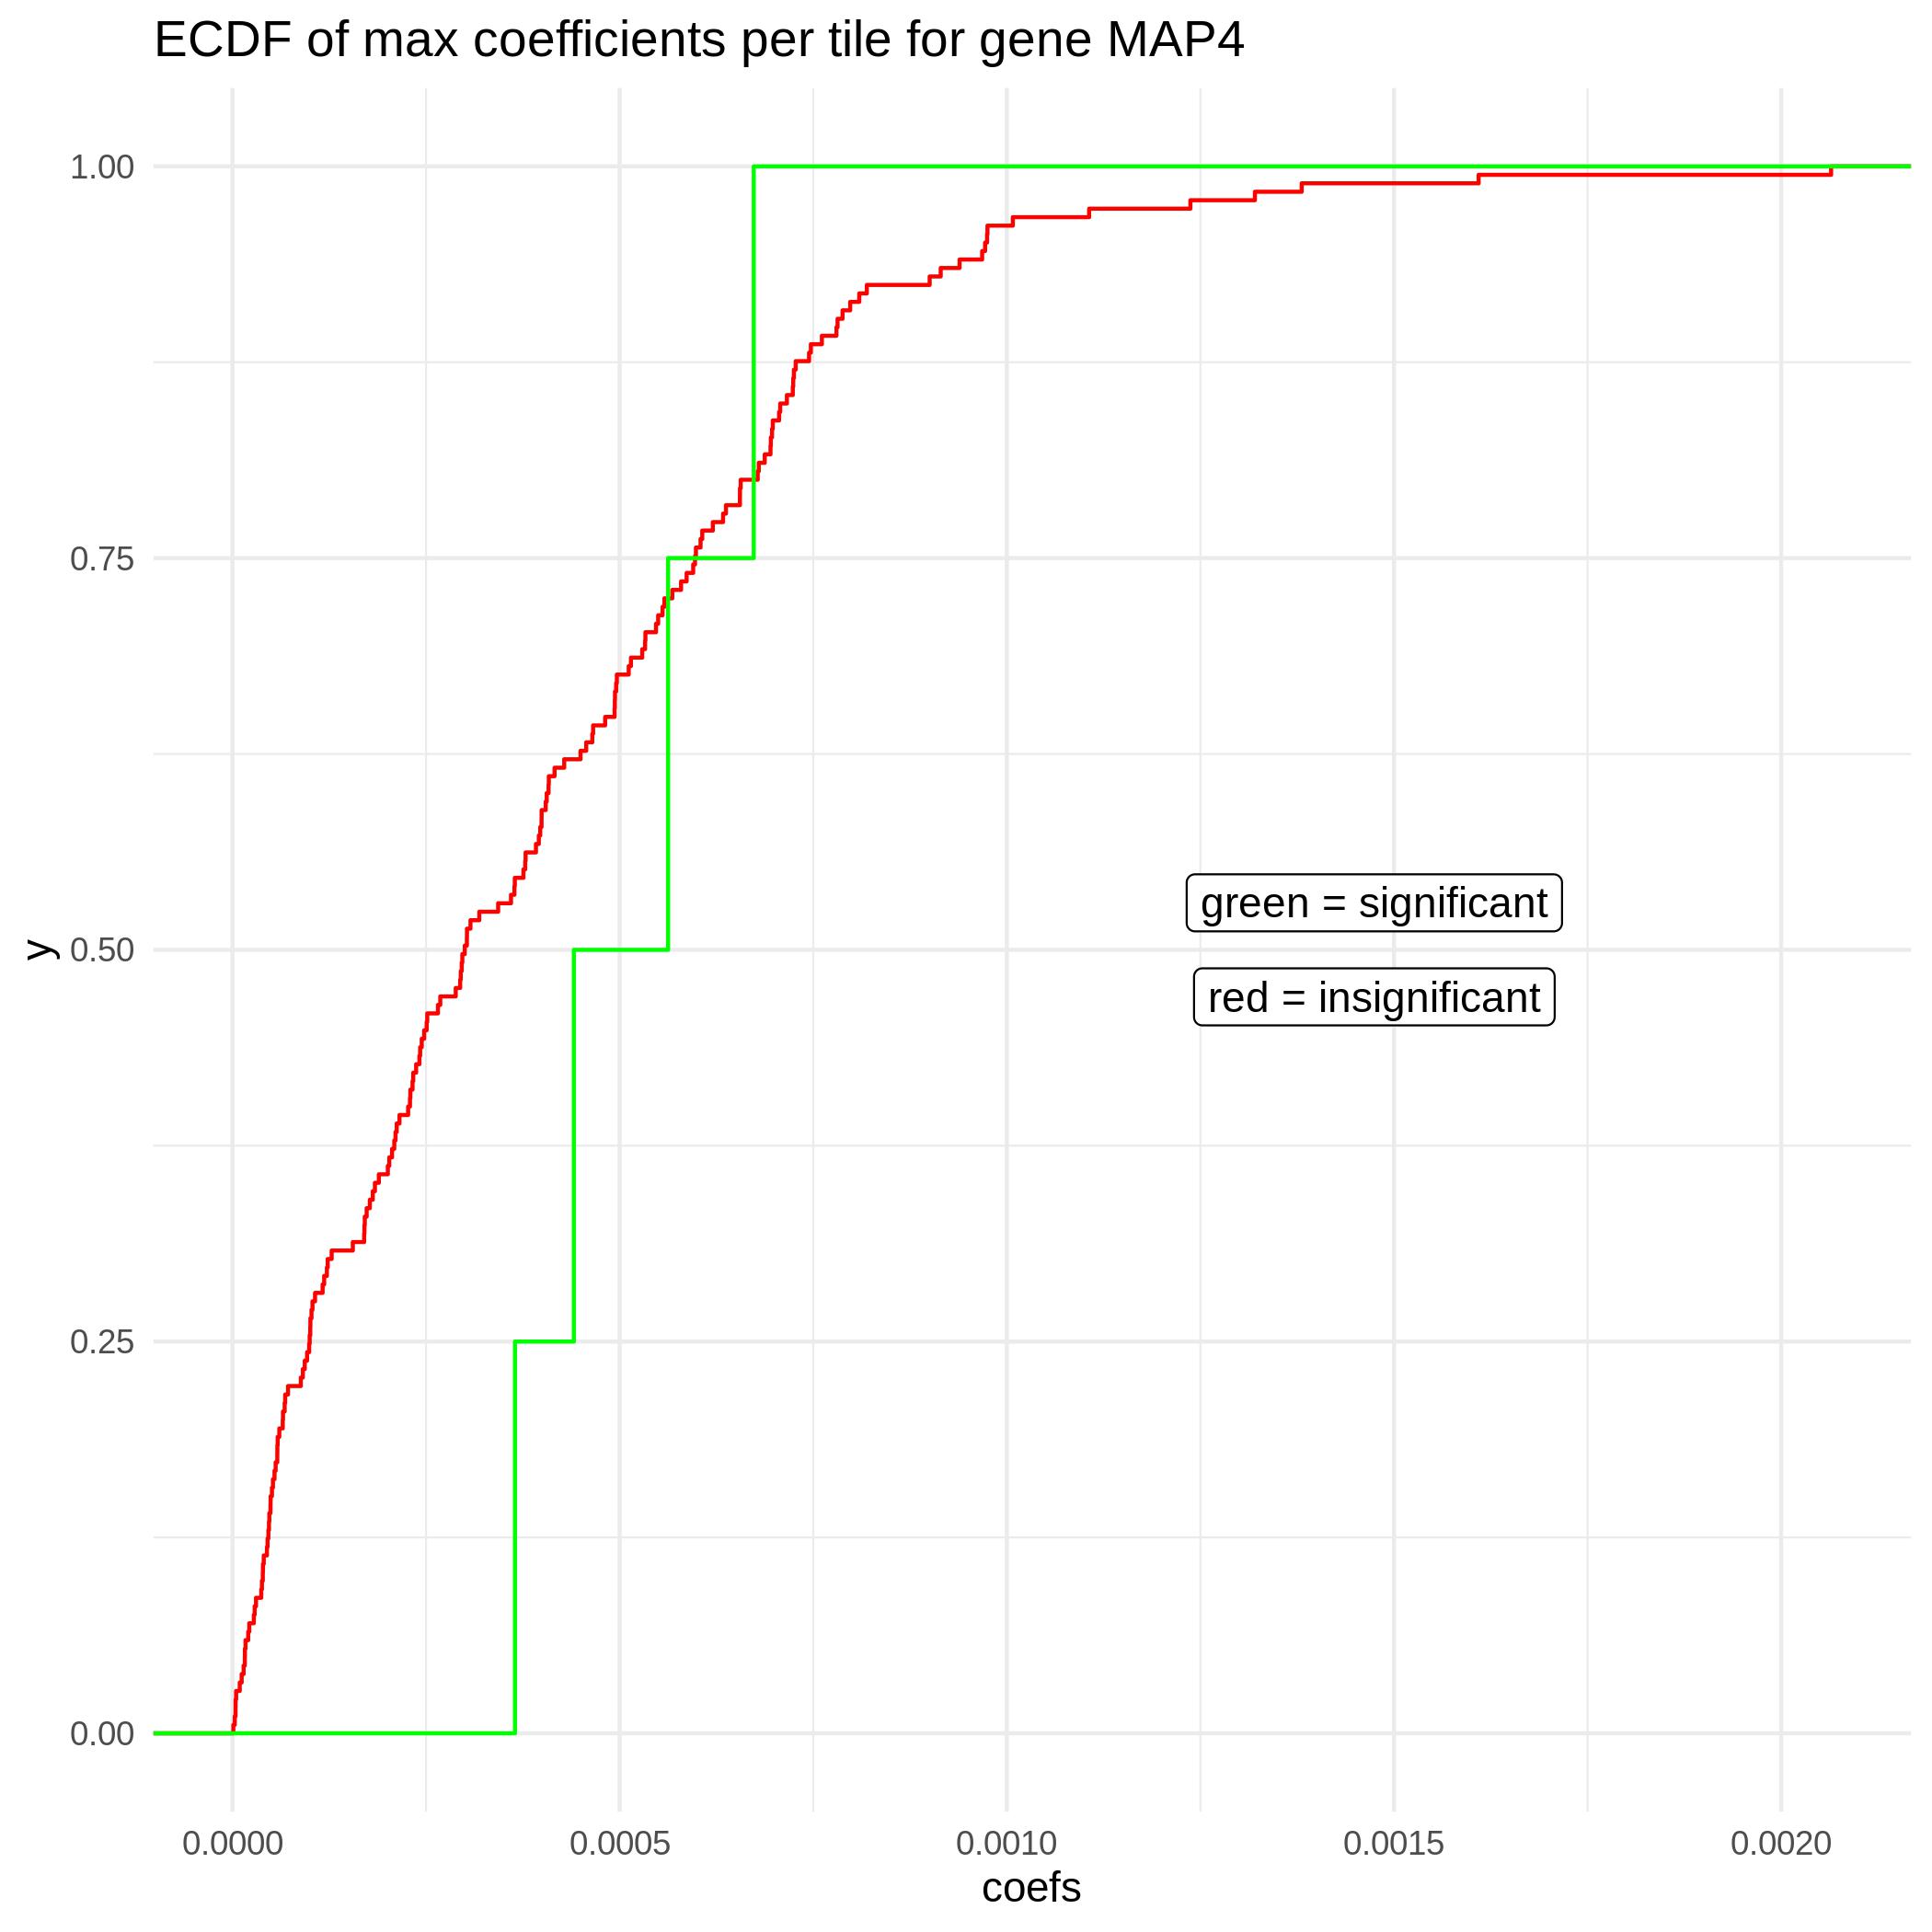 ECDF of max coefficients per tile for gene MAP4
1.00
0.75
0.50
0.25
0.00
y
green = significant
red = insignificant
0.0000
0.0005
0.0010
0.0015
0.0020
coefs